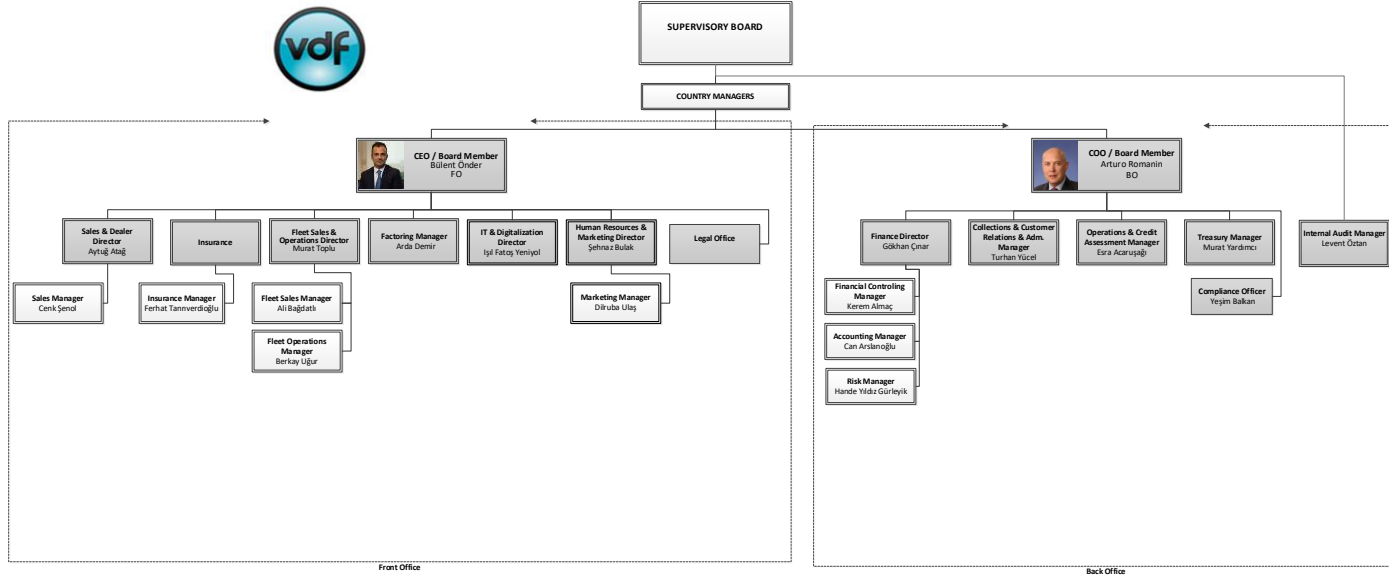 vdf
SUPERVISORY BOARD
COUNTRY MANAGERS
CEO / Board Member
Bülent Önder
FO
COO / Board Member
Arturo Romanin
BO
Sales & Dealer
Director
Aytuğ Atağ
Insurance
Fleet Sales &
Operations Director
Murat Toplu
Factoring Manager
Arda Demir
IT & Digitalization
Director
Işıl Fatoş Yeniyol
Human Resources &
Marketing Director
Şehnaz Bulak
Legal Office
Finance Director
Gökhan Çınar
Collections & Customer
Relations & Adm.
Manager
Turhan Yücel
Operations & Credit
Assessment Manager
Esra Acaruşağı
Treasury Manager
Murat Yardımcı
Internal Audit Manager
Levent Öztan
Sales Manager
Cenk Şenol
Insurance Manager
Ferhat Tannverdioğlu
Fleet Sales Manager
Ali Bağdatlı
Marketing Manager
Dilruba Ulaş
Financial Controling
Manager
Kerem Almaç
Compliance Officer
Yeşim Balkan
Fleet Operations
Manager
Berkay Uğur
Accounting Manager
Can Arslanoğlu
Risk Manager
Hande Yıldız Gürleyik
Front Office
Back Office